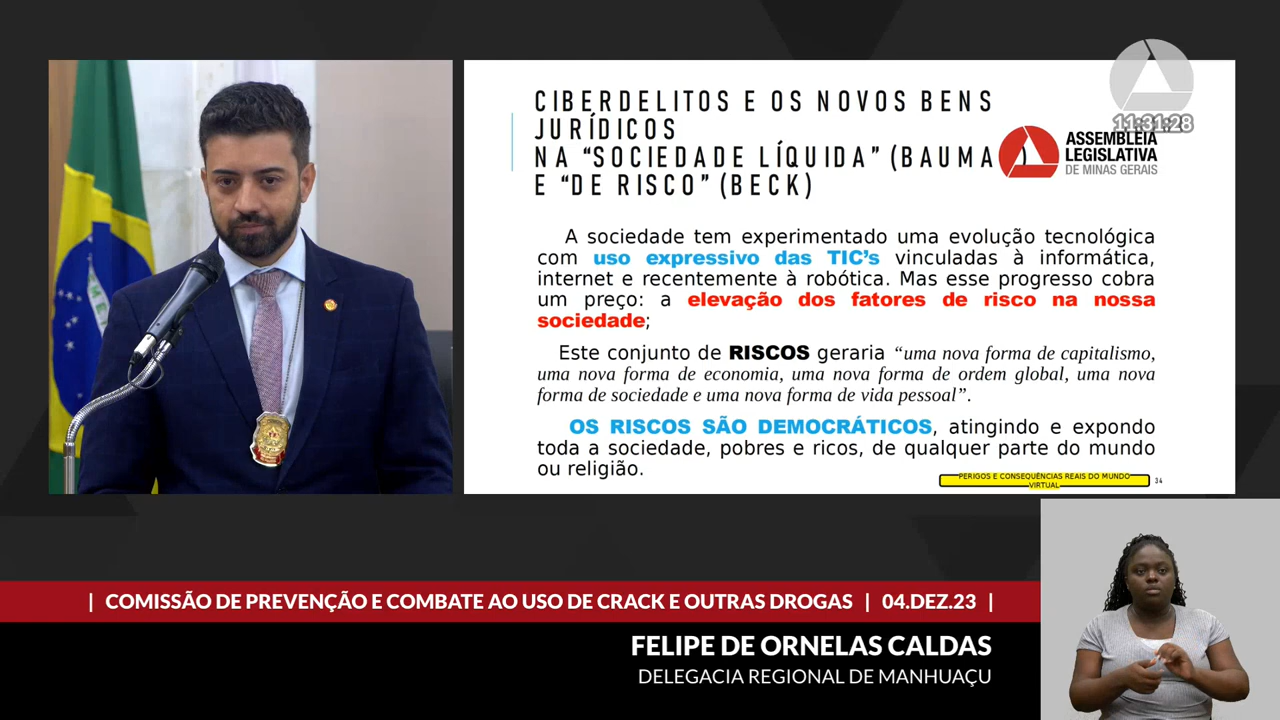 CIBERDELITOS E OS NOVOS BENS
JURÍDICOS
NA “SOCIEDADE LÍQUIDA” (BAUMA
E “DE RISCO” (BECK)
11:31:28
ASSEMBLEIA
LEGISLATIVA
DE MINAS GERAIS
A sociedade tem experimentado uma evolução tecnológica
com uso expressivo das TIC’s vinculadas à informática,
internet e recentemente à robótica. Mas esse progresso cobra
um preço: a elevação dos fatores de risco na nossa
sociedade;
Este conjunto de RISCOS geraria “uma nova forma de capitalismo,
uma nova forma de economia, uma nova forma de ordem global, uma nova
forma de sociedade e uma nova forma de vida pessoal”.
OS RISCOS SÃO DEMOCRÁTICOS, atingindo e expondo
toda a sociedade, pobres e ricos, de qualquer parte do mundo
ou religião.
PERIGOS E CONSEQUÊNCIAS REAIS DO MUNDO
VIRTUAL
34
| COMISSÃO DE PREVENÇÃO E COMBATE AO USO DE CRACK E OUTRAS DROGAS | 04.DEZ.23 |
FELIPE DE ORNELAS CALDAS
DELEGACIA REGIONAL DE MANHUAÇU